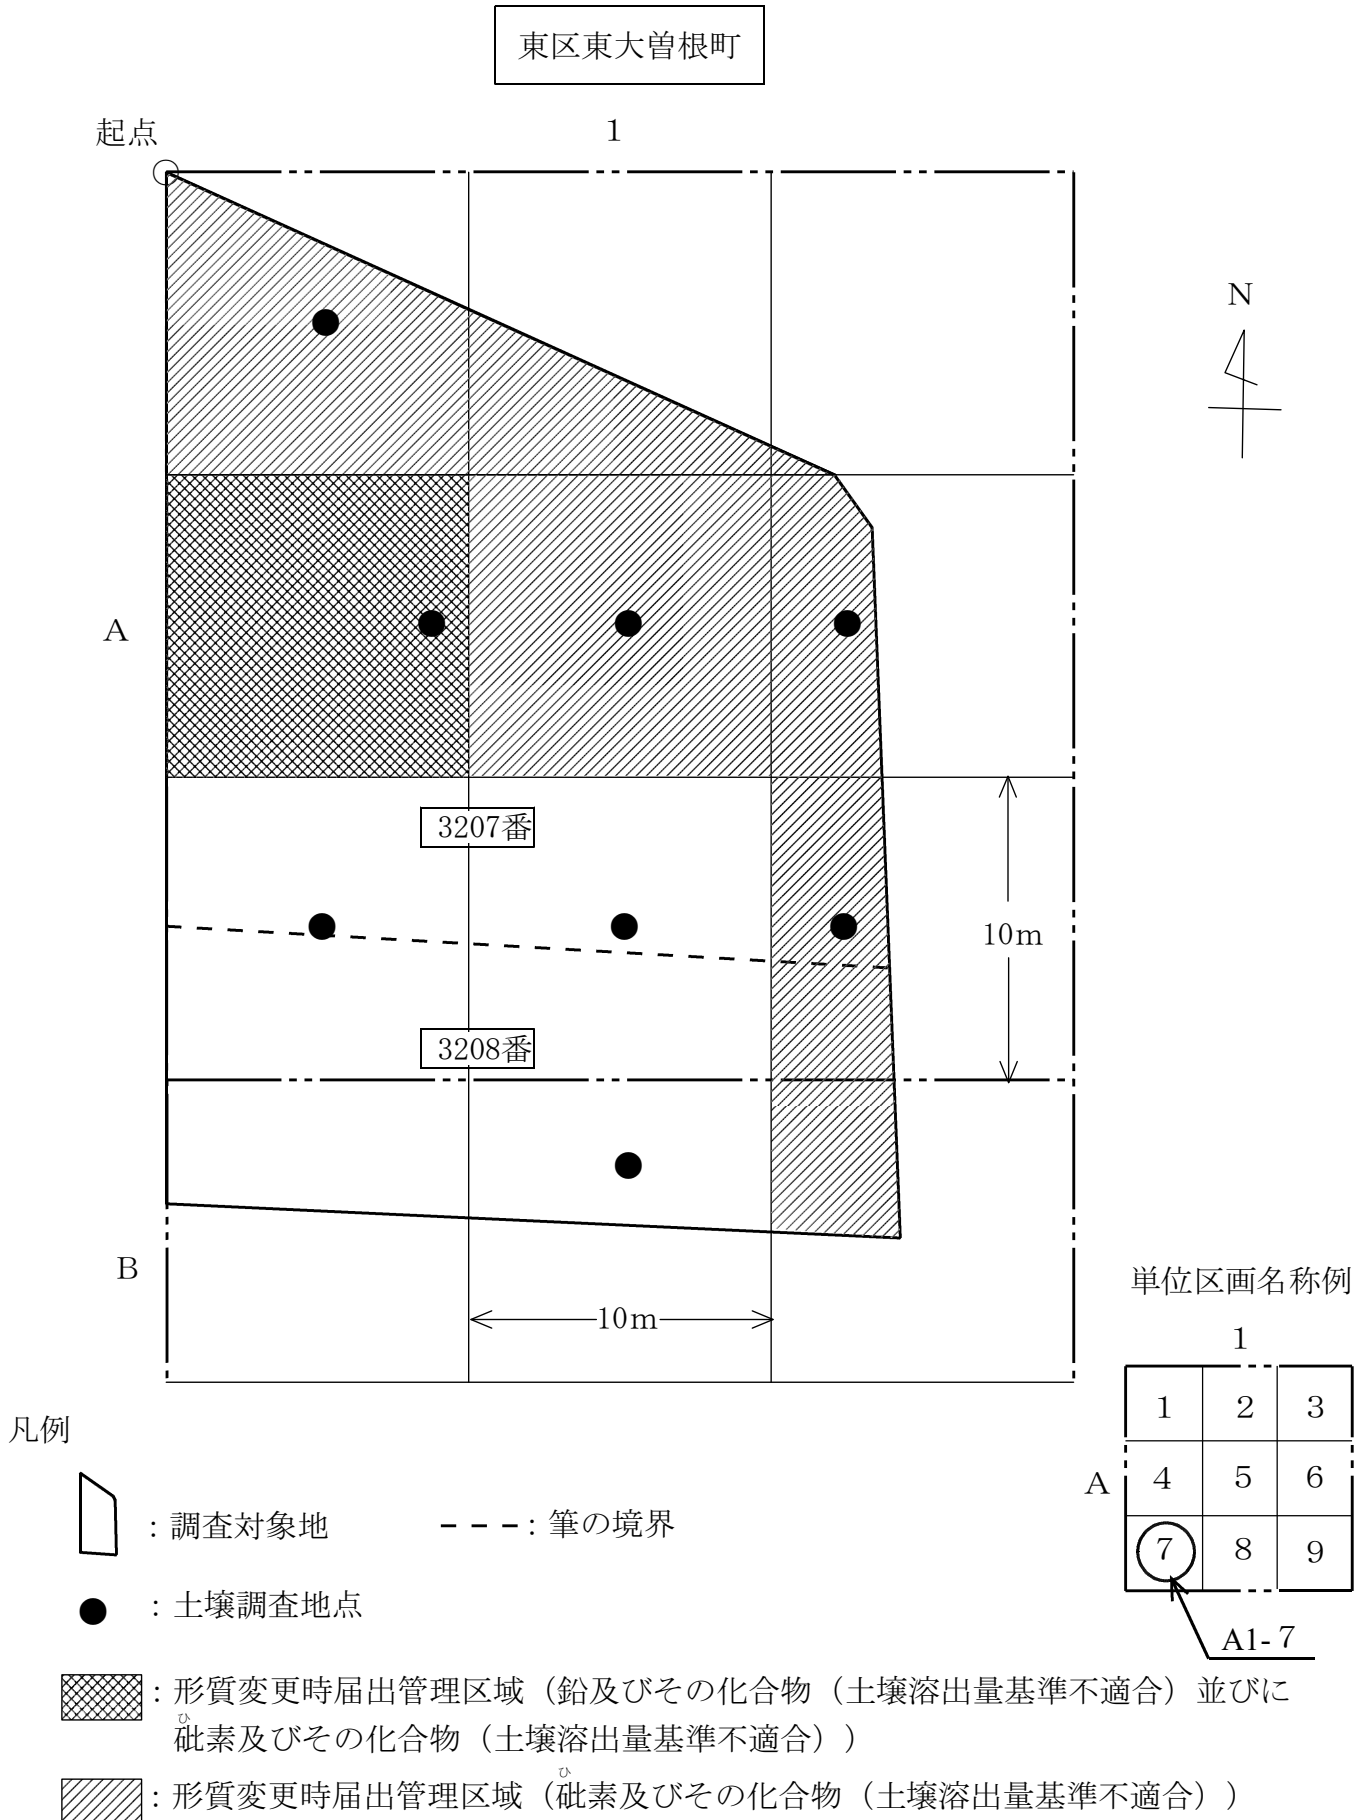 東区東大曽根町
起点
1
N
A
3207番
10m
3208番
B
10m
単位区画名称例
1
1 2 3
A
4 5 6
7 8 9
A1-7
凡例
：調査対象地
：筆の境界
：土壌調査地点
：形質変更時届出管理区域（鉛及びその化合物（土壌溶出量基準不適合）並びに
ひ
砒素及びその化合物（土壌溶出量基準不適合））
ひ
：形質変更時届出管理区域（砒素及びその化合物（土壌溶出量基準不適合））